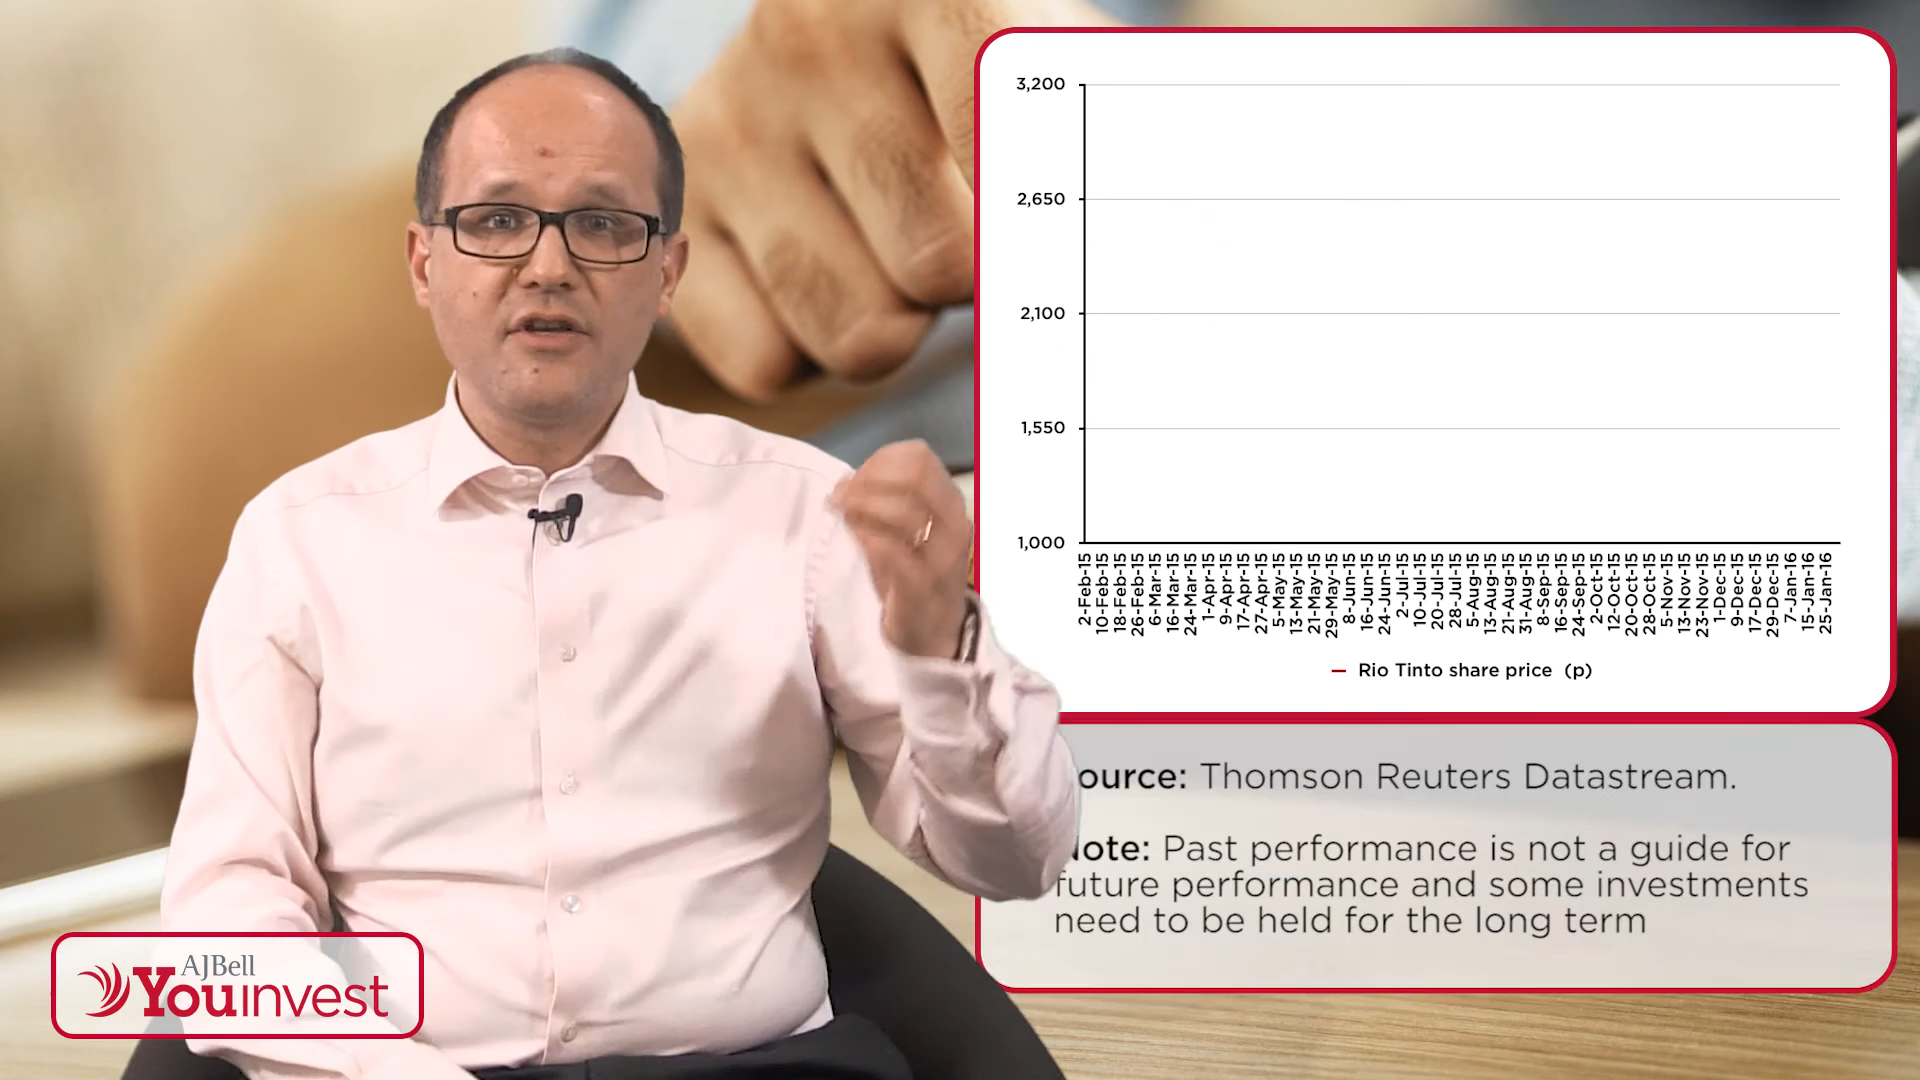 3,200
2,650
2,100
1,550
1,000
2-Feb-15
10-Feb-15
18-Feb-15
26-Feb-15
6-Mar-15
16-Mar-15
24-Mar-15
1-Apr-15
9-Apr-15
17-Apr-15
27-Apr-15
5-May-15
13-May-15
21-May-15
29-May-15
8-Jun-15
16-Jun-15
24-Jun-15
2-Jul-15
10-Jul-15
20-Jul-15
28-Jul-15
5-Aug-15
13-Aug-15
21-Aug-15
31-Aug-15
8-Sep-15
16-Sep-15
24-Sep-15
2-Oct-15
12-Oct-15
20-Oct-15
28-Oct-15
5-Nov-15
13-Nov-15
23-Nov-15
1-Dec-15
9-Dec-15
17-Dec-15
29-Dec-15
7-Jan-16
15-Jan-16
25-Jan-16
Rio Tinto share price (p)
ource: Thomson Reuters Datastream.
ote: Past performance is not a guide for
future performance and some investments
need to be held for the long term
AJBell
Youinvest